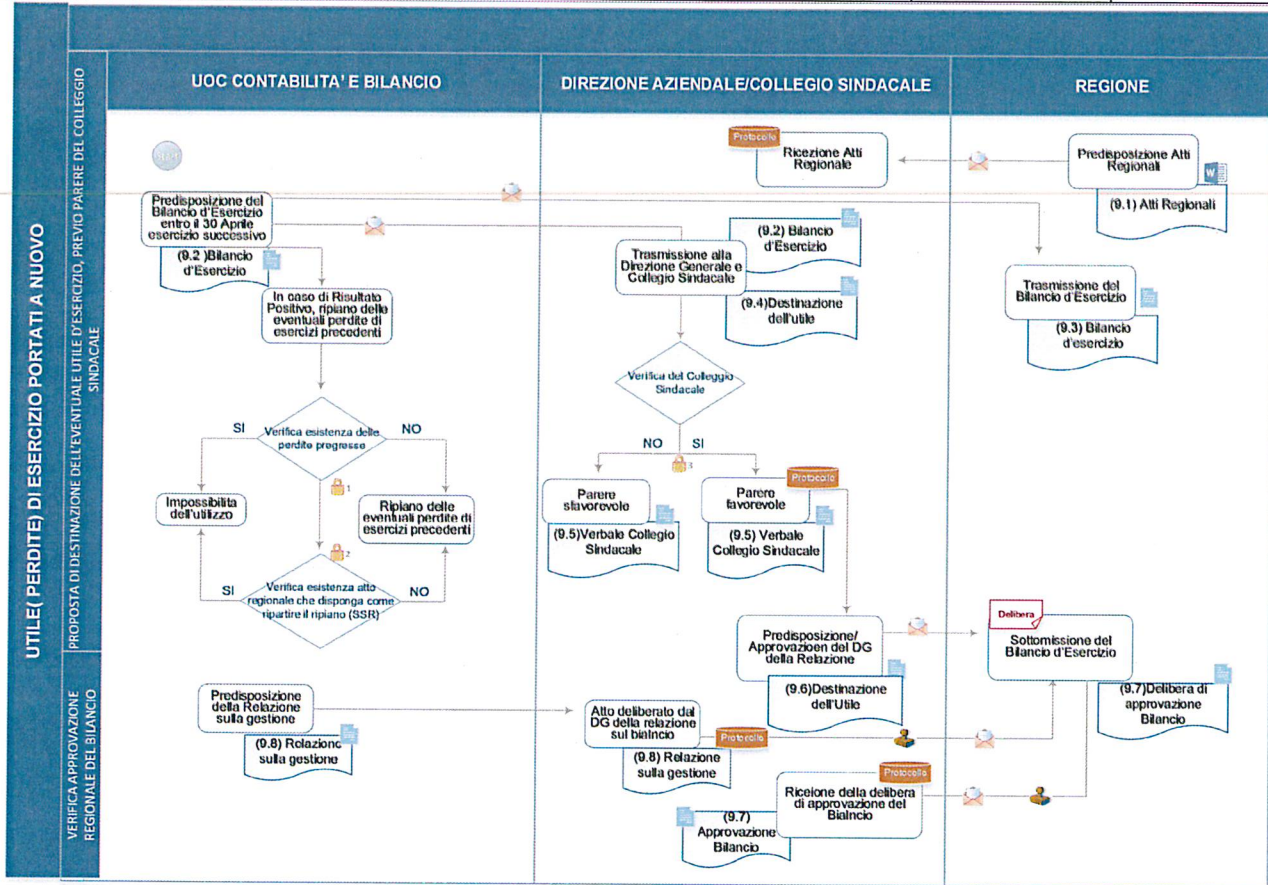 UTILE( PERDITE) DI ESERCIZIO PORTATI A NUOVO
PROPOSTA DI DESTINAZIONE DELL'EVENTUALE UTILE D'ESERCIZIO, PREVIO PARERE DEL COLLEGGIO
SINDACALE
VERIFICA APPROVAZIONE
REGIONALE DEL BILANCIO
UOC CONTABILITA' E BILANCIO
DIREZIONE AZIENDALE/COLLEGIO SINDACALE
REGIONE
Predisposizione del
Bilancio d'Esercizio
entro il 30 Aprile
esercizio successivo
(9.2 )Bilancio
d'Esercizio
In caso di Risultato
Positivo, ripiano delle
eventuali perdite di
esercizi precedenti
Verifica esistenza delle
perdite pregresse
SI
NO
1
Impossibilita
dell'utilizzo
Ripiano delle
eventuali perdite di
esercizi precedenti
2
Verifica esistenza atto
regionale che disponga come
ripartire il ripiano (SSR)
SI
NO
Predisposizione
della Relazione
sulla gestione
(9.8) Relazione
sulla gestione
Protocollo
Ricezione Atti
Regionale
Trasmissione alla
Direzione Generale e
Collegio Sindacale
(9.2) Bilancio
d'Esercizio
(9.4)Destinazione
dell'utile
Verifica del Colleggio
Sindacale
NO
SI
3
Parere
sfavorevole
(9.5)Verbale Collegio
Sindacale
Protocollo
Parere
favorevole
(9.5) Verbale
Collegio Sindacale
Predisposizione/
Approvazioen del DG
della Relazione
(9.6)Destinazione
dell'Utile
Atto deliberato dal
DG della relazione
sul bialncio
Protocollo
(9.8) Relazione
sulla gestione
Protocollo
Riceione della delibera
di approvazione del
Bialncio
(9.7)
Approvazione
Bilancio
Predisposizione Atti
Regionali
(9.1) Atti Regionali
Trasmissione del
Bilancio d'Esercizio
(9.3) Bilancio
d'esercizio
Delibera
Sottomissione del
Bilancio d'Esercizio
(9.7)Delibera di
approvazione
Bilancio